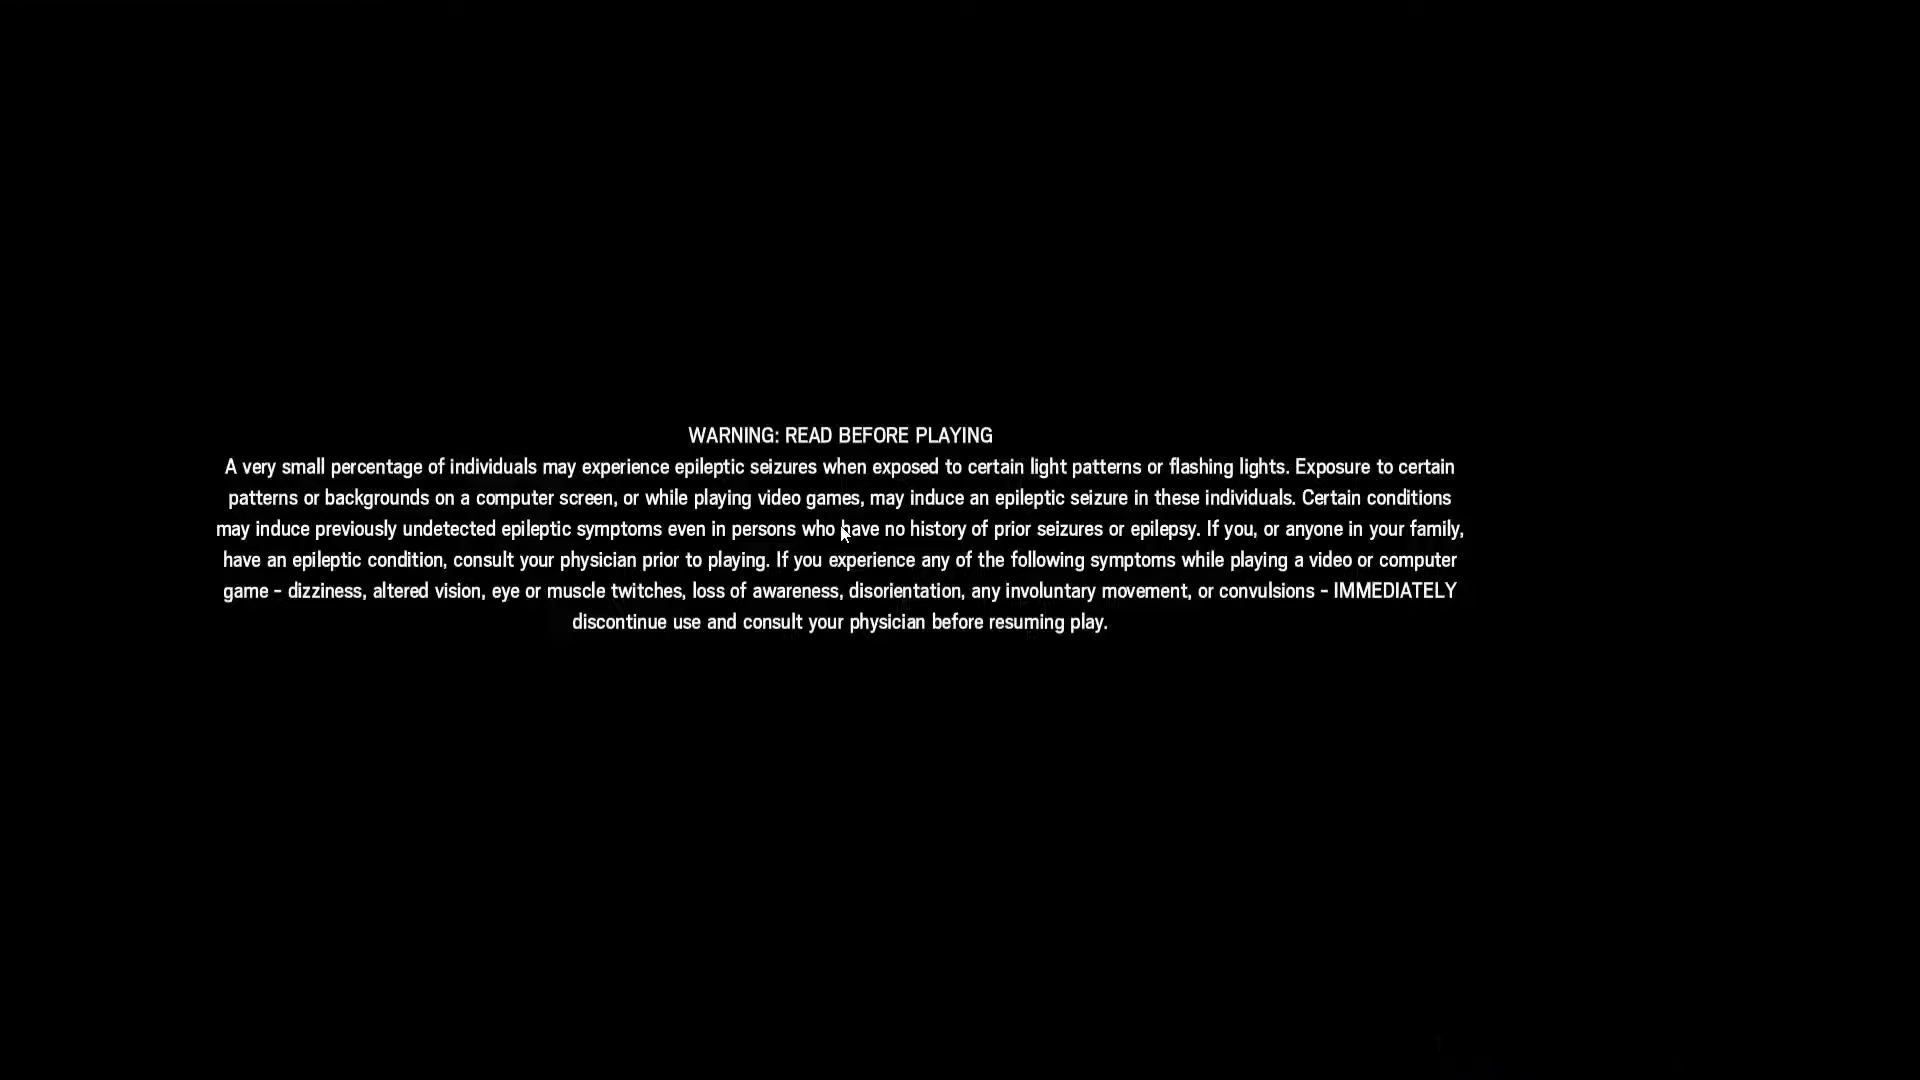 WARNING: READ BEFORE PLAYING
A very small percentage of individuals may experience epileptic seizures when exposed to certain light patterns or flashing lights. Exposure to certain
patterns or backgrounds on a computer screen, or while playing video games, may induce an epileptic seizure in these individuals. Certain conditions
may induce previously undetected epileptic symptoms even in persons who have no history of prior seizures or epilepsy. If you, or anyone in your family,
have an epileptic condition, consult your physician prior to playing. If you experience any of the following symptoms while playing a video or computer
game - dizziness, altered vision, eye or muscle twitches, loss of awareness, disorientation, any involuntary movement, or convulsions - IMMEDIATELY
discontinue use and consult your physician before resuming play.